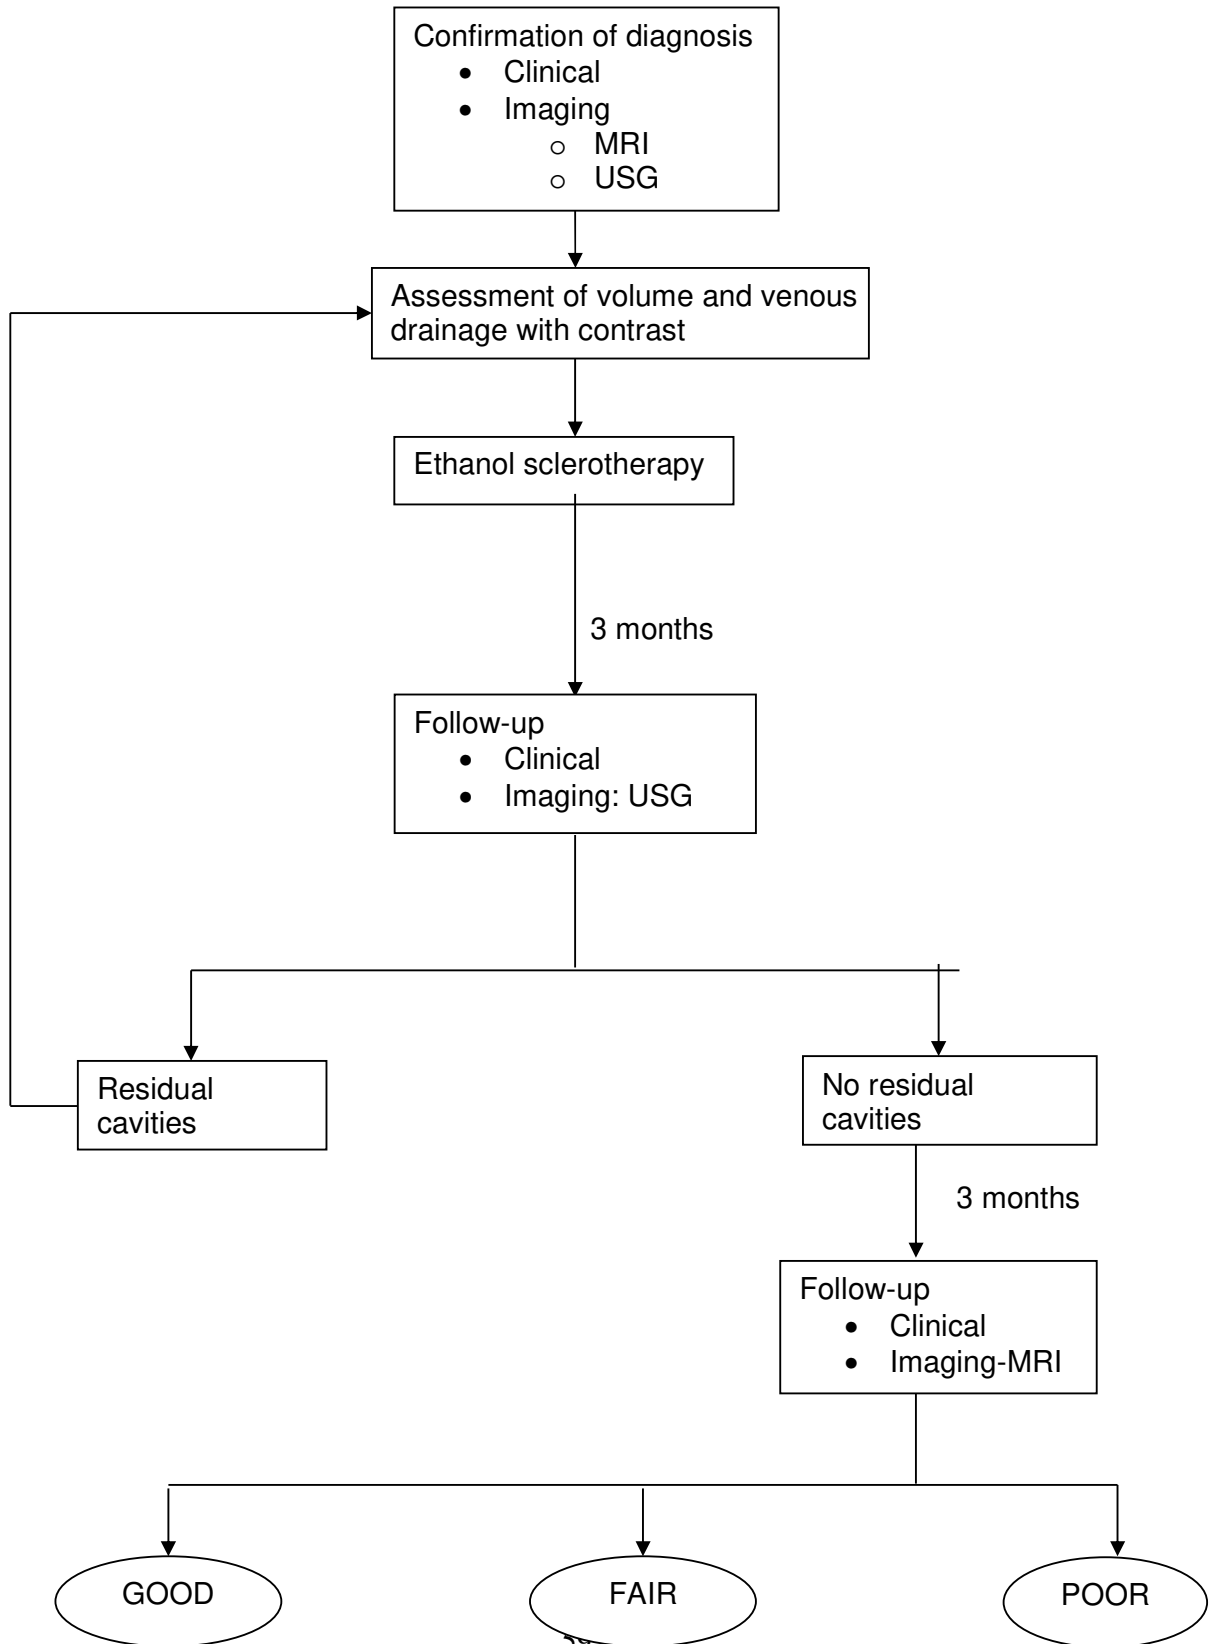 Confirmation of diagnosis
• Clinical
• Imaging
o MRI
o USG
Assessment of volume and venous
drainage with contrast
Ethanol sclerotherapy
3 months
Follow-up
• Clinical
• Imaging: USG
Residual
cavities
No residual
cavities
3 months
Follow-up
• Clinical
• Imaging-MRI
GOOD
FAIR
POOR